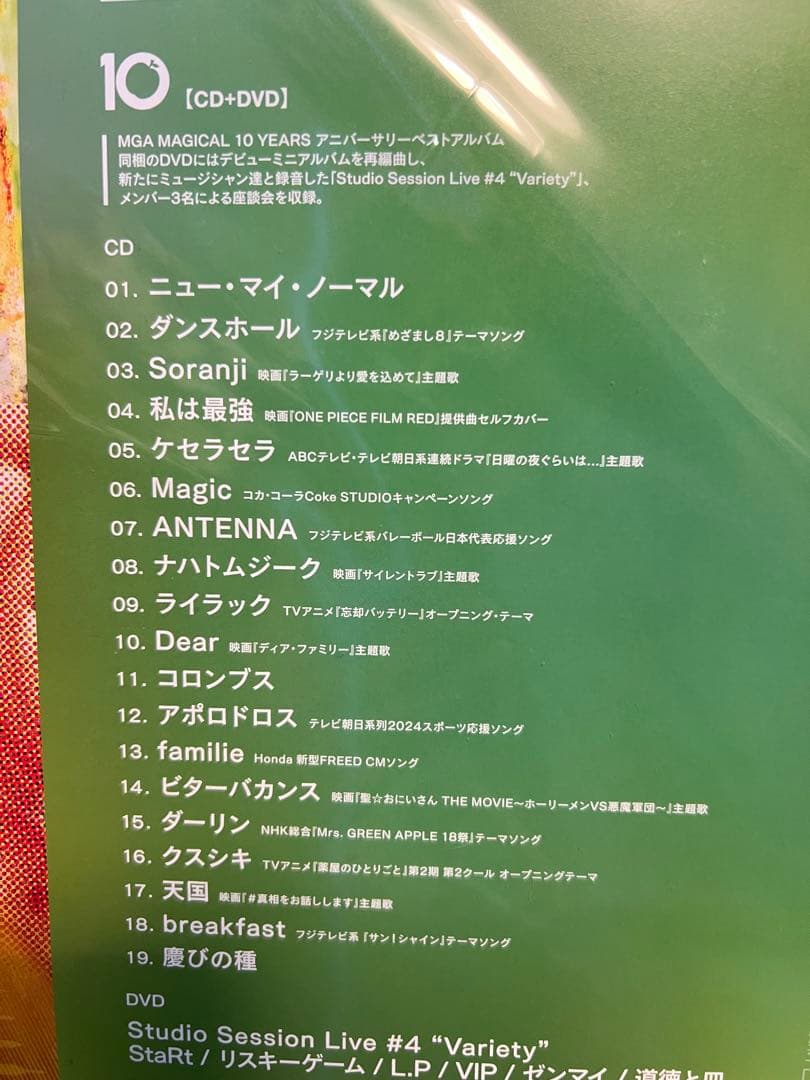 10【CD+DVD】
MGA MAGICAL 10 YEARS アニバーサリーベストアルバム
同梱のDVDにはデビューミニアルバムを再編曲し、
新たにミュージシャン達と録音した「Studio Session Live #4 “Variety”」、
メンバー3名による座談会を収録。
CD
01. ニュー・マイ・ノーマル
02. ダンスホール フジテレビ系『めざまし8』テーマソング
03. Soranji 映画『ラーゲリより愛を込めて』主題歌
04. 私は最強 映画『ONE PIECE FILM RED』提供曲セルフカバー
05. ケセラセラ ABCテレビ・テレビ朝日系連続ドラマ『日曜の夜ぐらいは...』主題歌
06. Magic コカ・コーラCoke STUDIOキャンペーンソング
07. ANTENNA フジテレビ系バレーボール日本代表応援ソング
08. ナハトムジーク 映画『サイレントラブ』主題歌
09. ライラック TVアニメ『忘却バッテリー』オープニング・テーマ
10. Dear 映画『ディア・ファミリー』主題歌
11. コロンブス
12. アポロドロス テレビ朝日系列2024スポーツ応援ソング
13. familie Honda 新型FREED CMソング
14. ビターバカンス 映画『聖☆おにいさん THE MOVIE～ホーリーメンVS悪魔軍団～』主題歌
15. ダーリン NHK総合『Mrs. GREEN APPLE 18祭』テーマソング
16. クスシキ TVアニメ『薬屋のひとりごと』第2期 第2クール オープニングテーマ
17. 天国 映画『#真相をお話しします』主題歌
18. breakfast フジテレビ系『サン!シャイン』テーマソング
19. 慶びの種
DVD
Studio Session Live #4 “Variety”
StaRt / リスキーゲーム / L.P / VIP / ゼンマイ / 道徳と